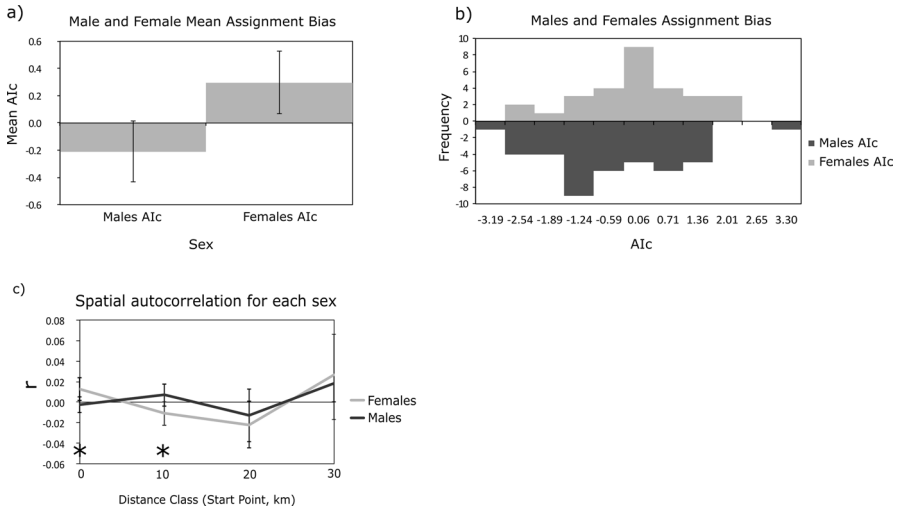 a)
Male and Female Mean Assignment Bias
0.6
0.4
0.2
0.0
-0.2
-0.4
-0.6
Mean AIc
Males AIc Females AIc
Sex
b)
Males and Females Assignment Bias
10
8
6
4
2
0
-2
-4
-6
-8
-10
Frequency
-3.19 -2.54 -1.89 -1.24 -0.59 0.06 0.71 1.36 2.01 2.65 3.30
AIc
Males AIc
Females AIc
c)
Spatial autocorrelation for each sex
0.08
0.06
0.04
0.02
0.00
-0.02
-0.04
-0.06
r
* *
0 10 20 30
Distance Class (Start Point, km)
Females
Males